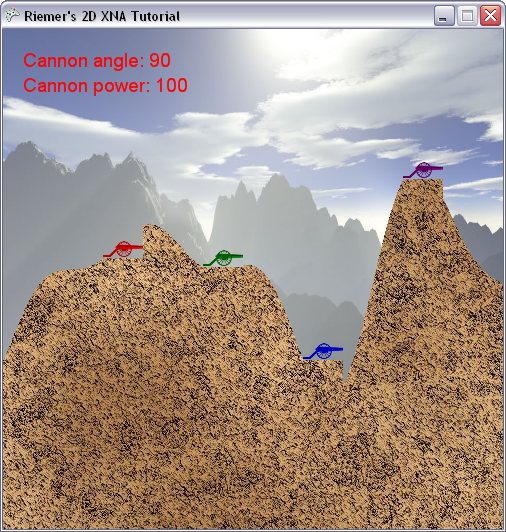 Riemer's 2D XNA Tutorial
Cannon angle: 90
Cannon power: 100